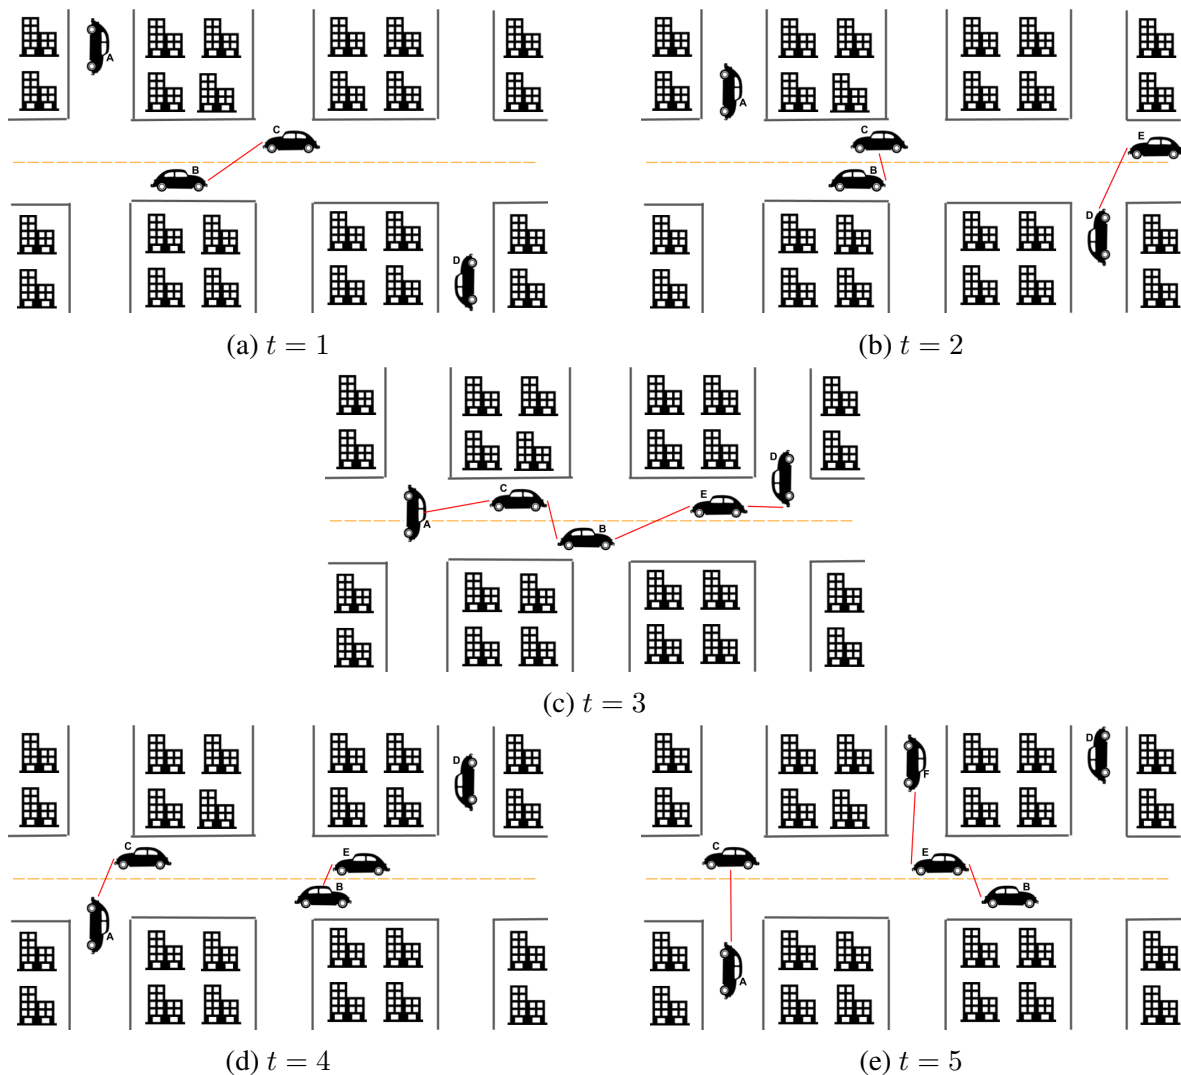 A
C
B
D
(a) t = 1
A
C
E
B
D
(b) t = 2
D
C
E
A
B
(c) t = 3
D
C
E
B
A
(d) t = 4
D
F
C
E
B
A
(e) t = 5